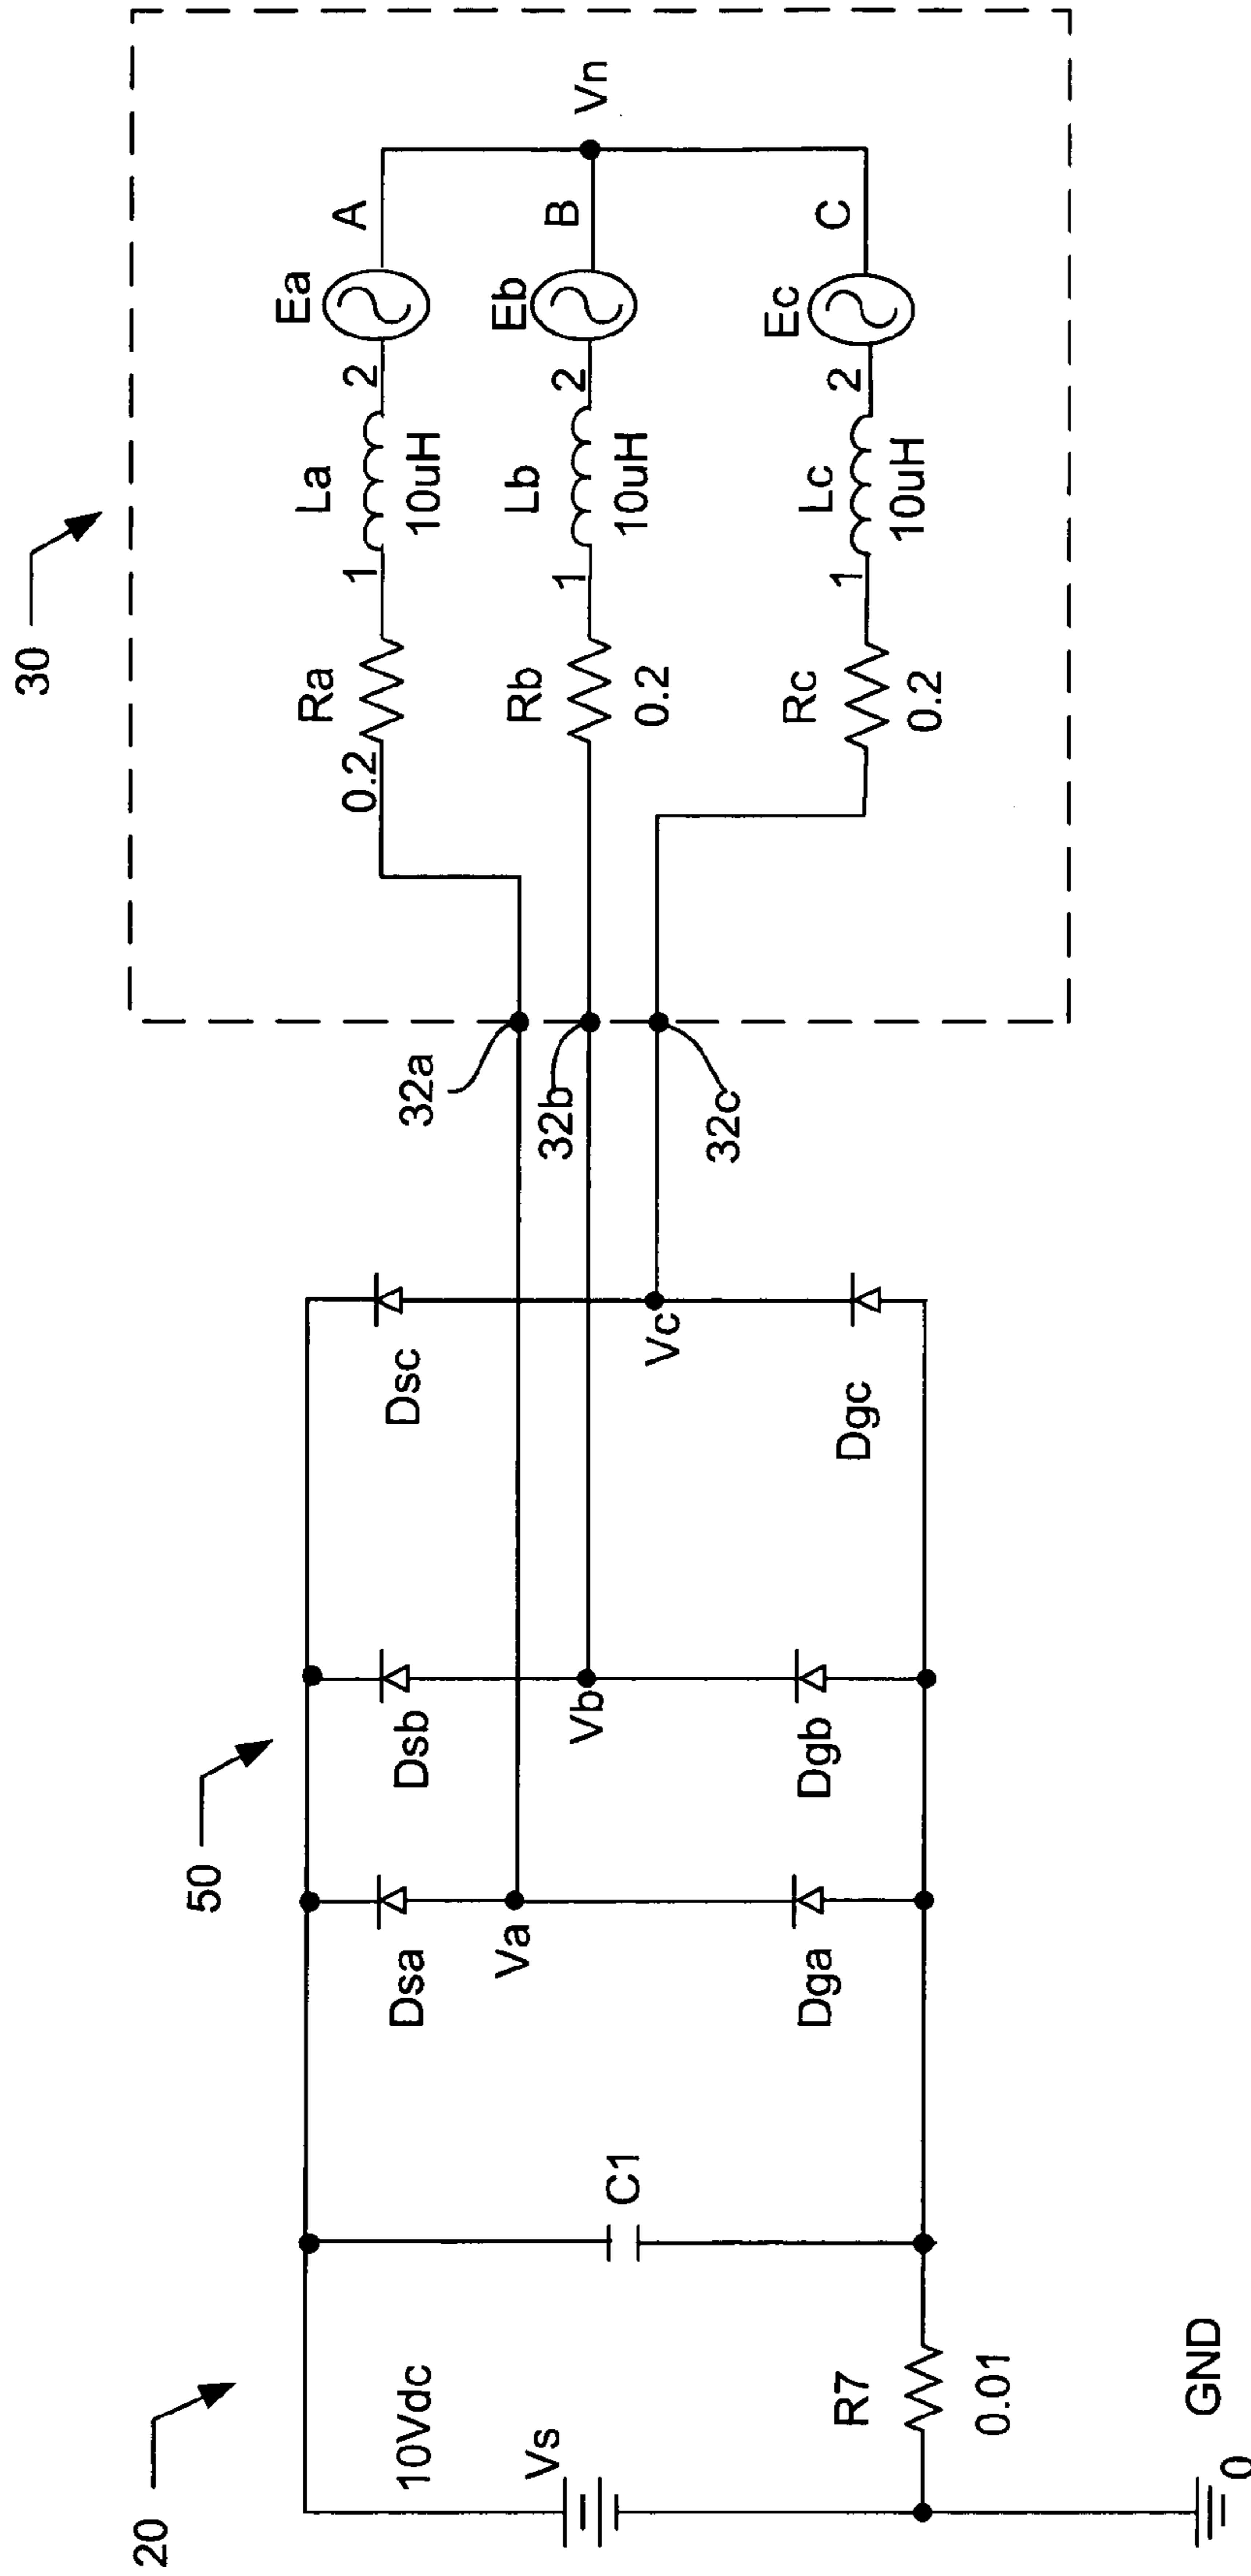 20
10Vdc
Vs
R7
0.01
GND
0
C1
50
Dsa
Va
Dga
Dsb
Vb
Dgb
Dsc
Vc
Dgc
32a
32b
32c
30
0.2
Ra
1
La
2
10uH
Ea
A
Rb
0.2
1
Lb
2
10uH
Eb
B
Vn
Rc
0.2
1
Lc
2
10uH
Ec
C